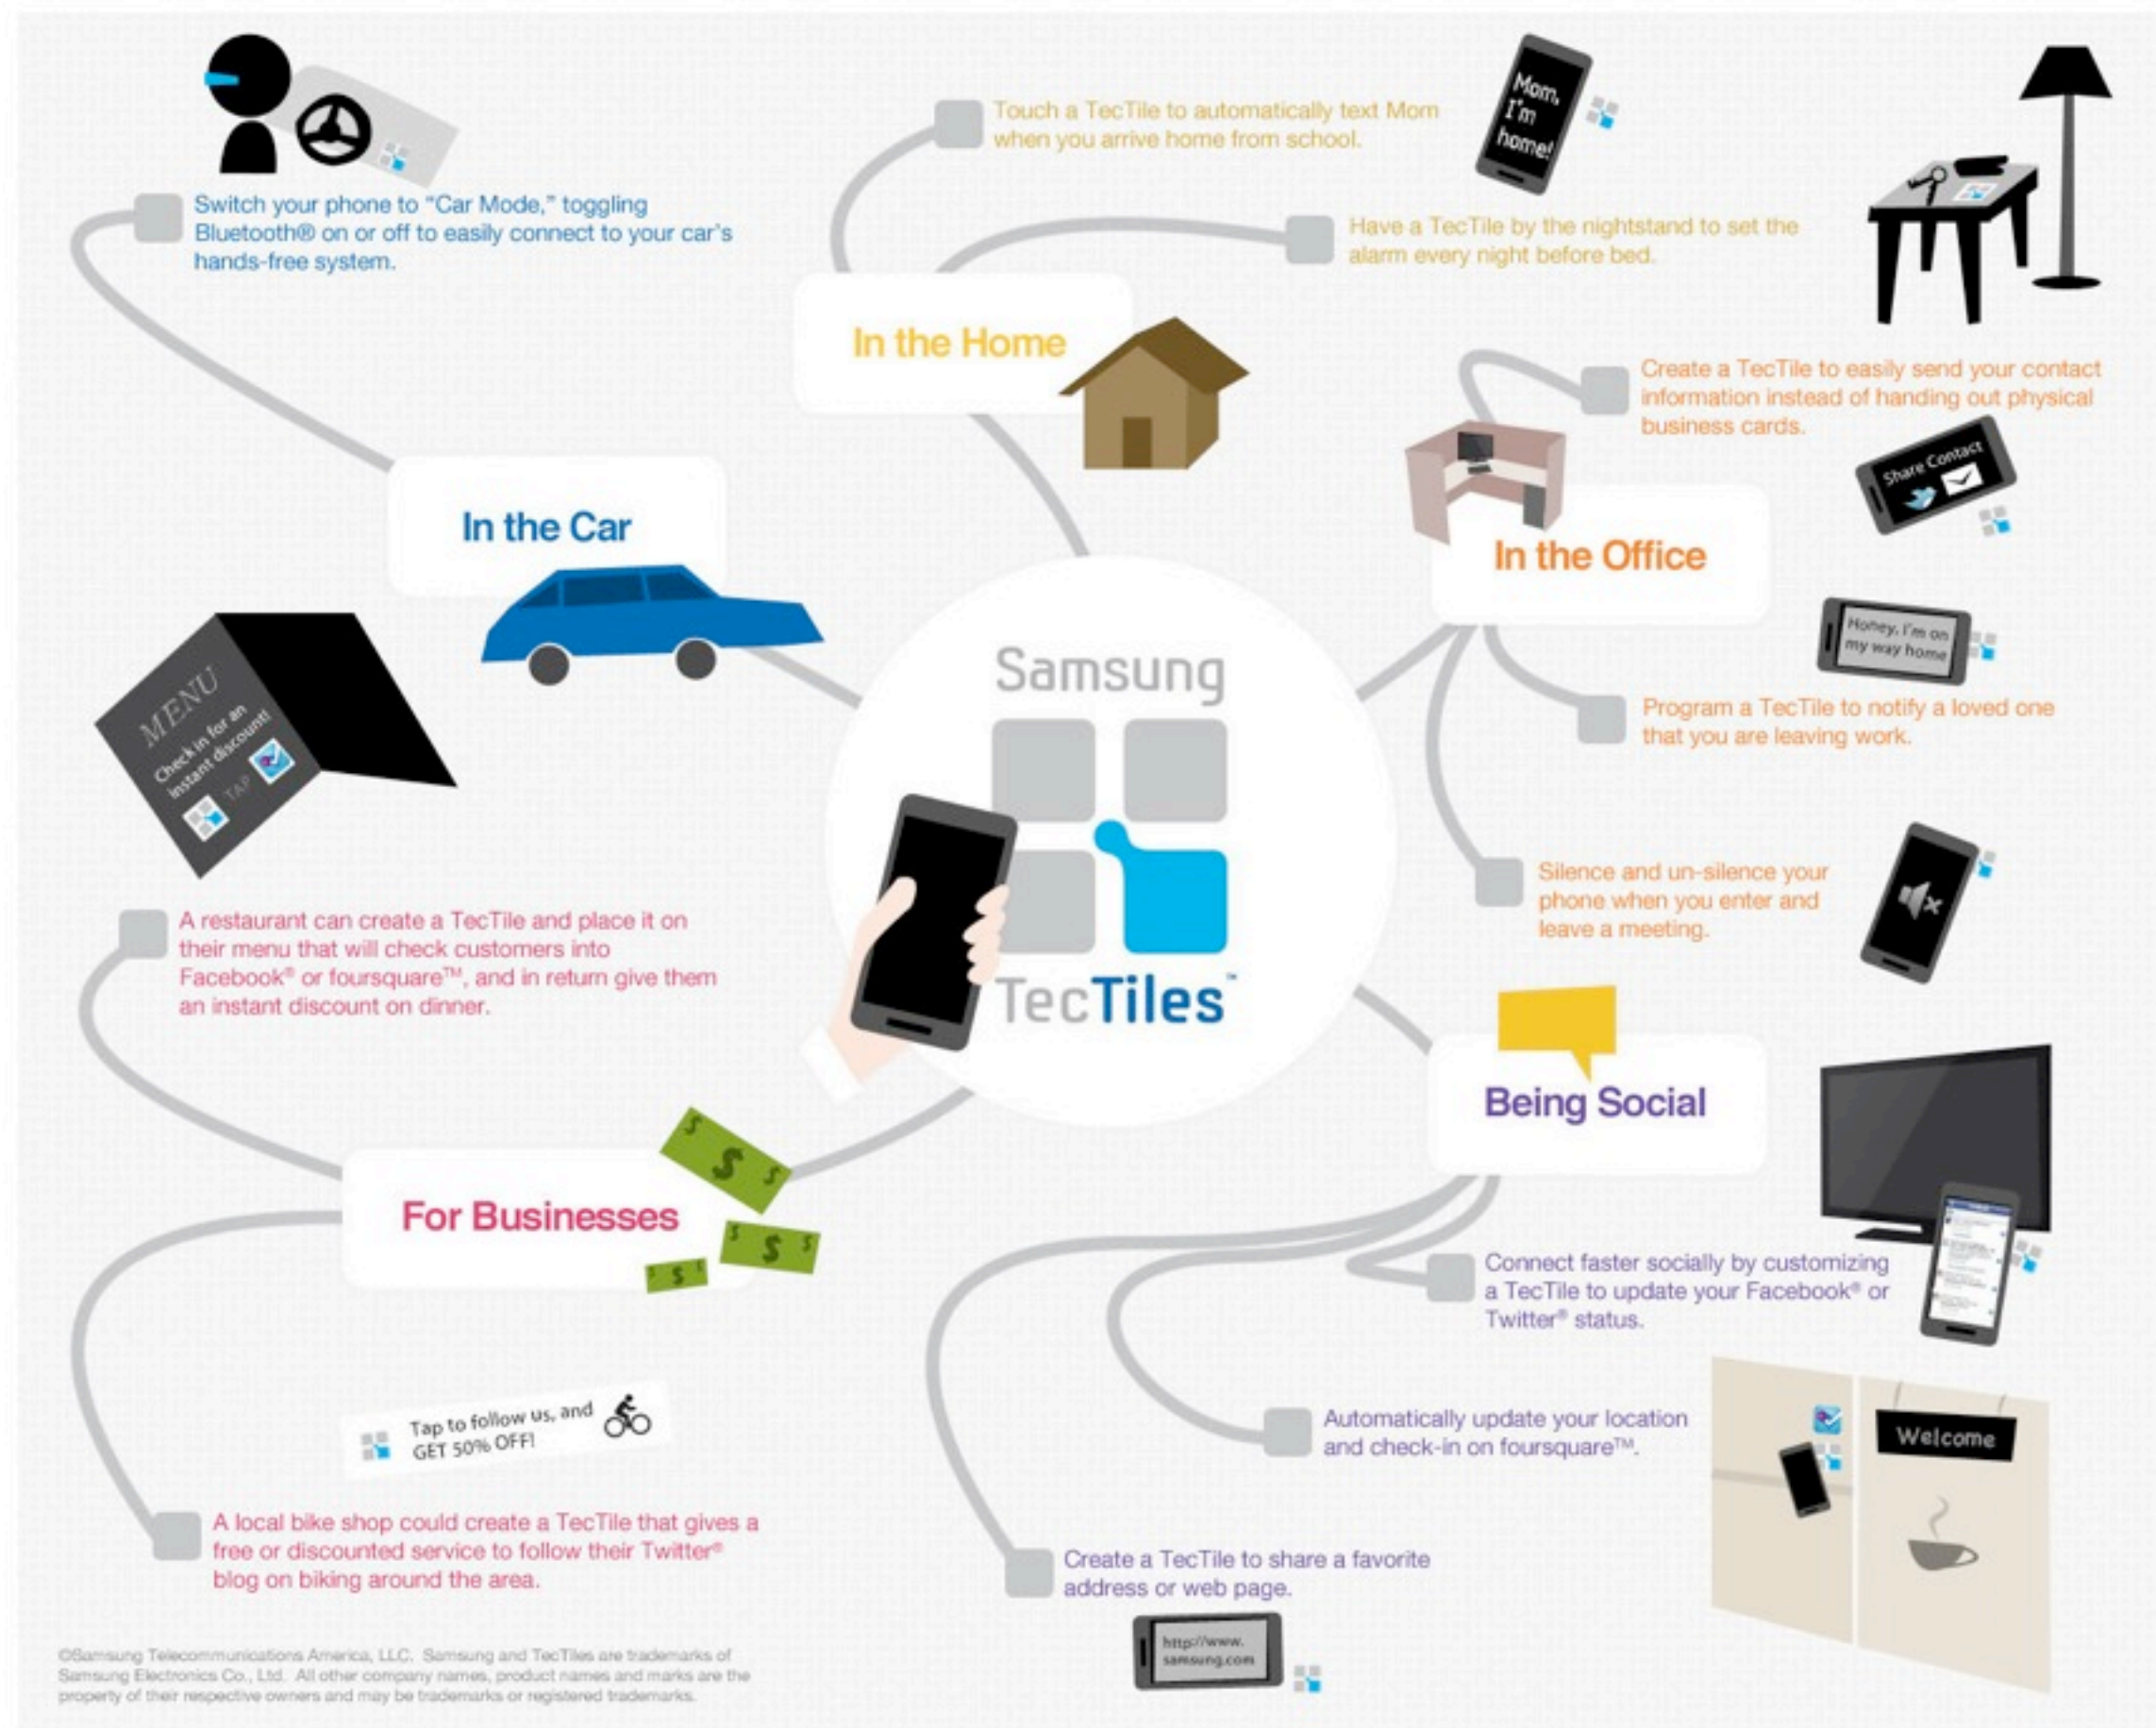 Switch your phone to "Car Mode," toggling
Bluetooth® on or off to easily connect to your car's
hands-free system.
In the Car
Touch a TecTile to automatically text Mom
when you arrive home from school.
Mom,
I'm
home!
Have a TecTile by the nightstand to set the
alarm every night before bed.
In the Home
Create a TecTile to easily send your contact
information instead of handing out physical
business cards.
Share Contact
In the Office
Honey, I'm on
my way home
Program a TecTile to notify a loved one
that you are leaving work.
Silence and un-silence your
phone when you enter and
leave a meeting.
Samsung
TecTiles™
MENU
Check in for an
instant discount!
TAP
A restaurant can create a TecTile and place it on
their menu that will check customers into
Facebook® or foursquare™, and in return give them
an instant discount on dinner.
For Businesses
Tap to follow us, and
GET 50% OFF!
A local bike shop could create a TecTile that gives a
free or discounted service to follow their Twitter®
blog on biking around the area.
Being Social
Connect faster socially by customizing
a TecTile to update your Facebook® or
Twitter® status.
Automatically update your location
and check-in on foursquare™.
Welcome
Create a TecTile to share a favorite
address or web page.
http://www.
samsung.com
©Samsung Telecommunications America, LLC. Samsung and TecTiles are trademarks of
Samsung Electronics Co., Ltd. All other company names, product names and marks are the
property of their respective owners and may be trademarks or registered trademarks.